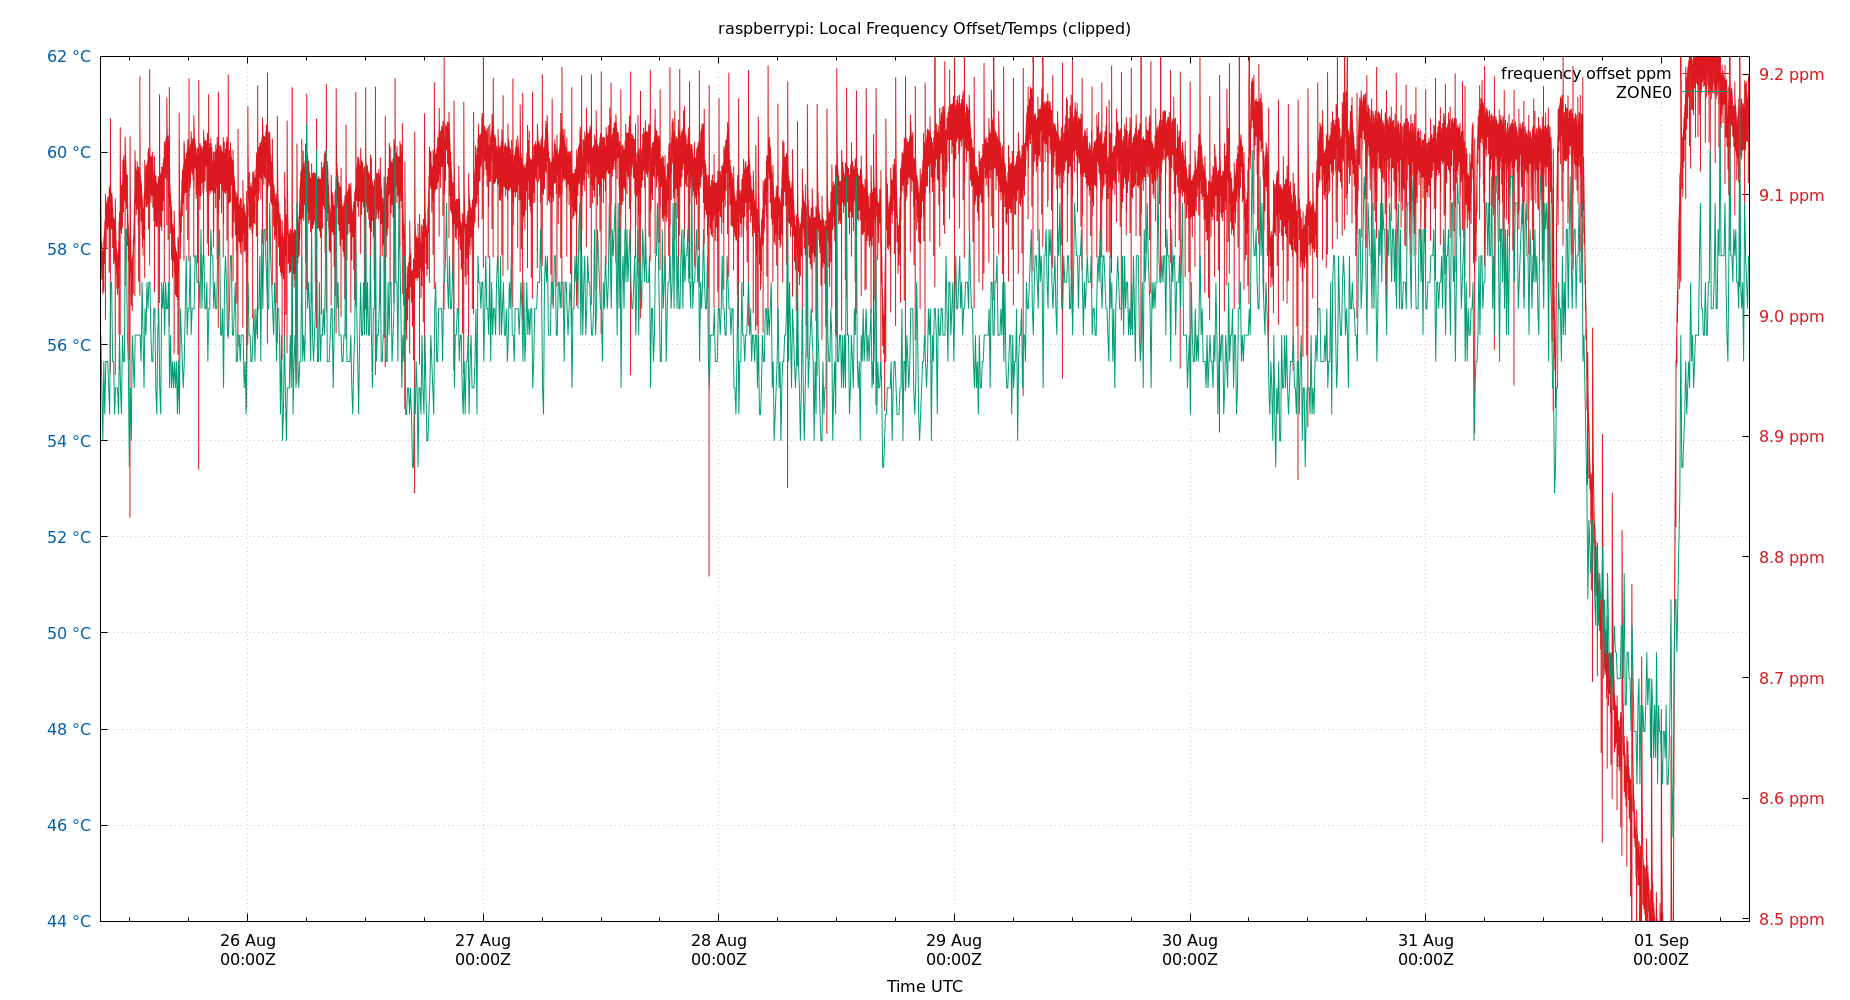 raspberrypi: Local Frequency Offset/Temps (clipped)
62 °C
60 °C
58 °C
56 °C
54 °C
52 °C
50 °C
48 °C
46 °C
44 °C
frequency offset ppm
ZONE0
9.2 ppm
9.1 ppm
9.0 ppm
8.9 ppm
8.8 ppm
8.7 ppm
8.6 ppm
8.5 ppm
26 Aug
00:00Z
27 Aug
00:00Z
28 Aug
00:00Z
29 Aug
00:00Z
30 Aug
00:00Z
31 Aug
00:00Z
01 Sep
00:00Z
Time UTC